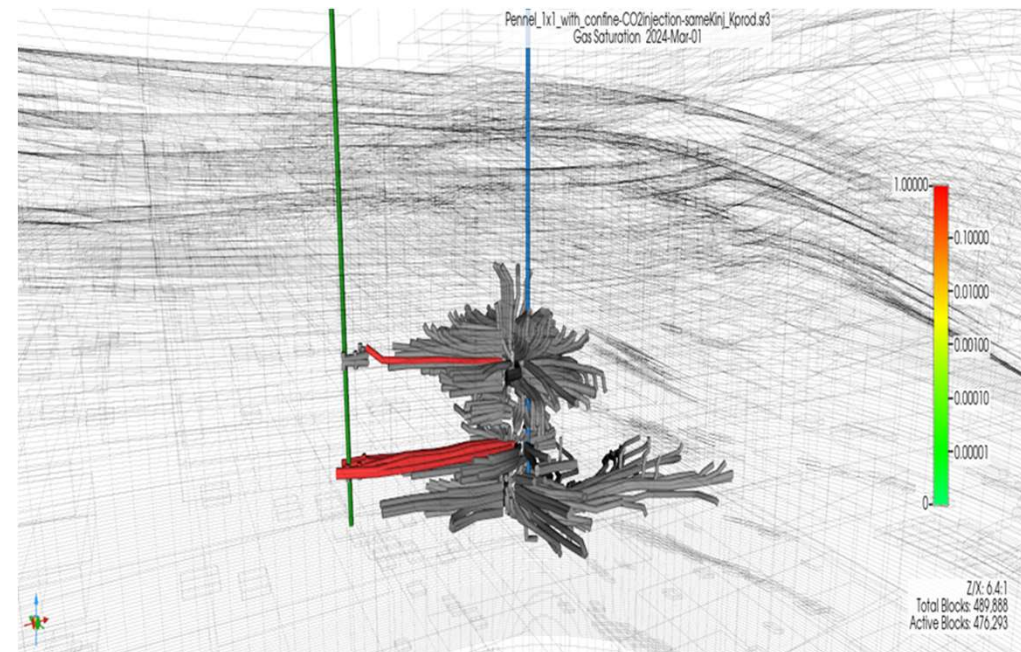 Pennel_1x1_with_confine-CO2injection-sameKinj_Kprod.sr3
Gas Saturation 2024-Mar-01
1.00000
0.10000
0.01000
0.00100
0.00010
0.00001
0
Z/X: 6.4:1
Total Blocks: 489,888
Active Blocks: 476,293